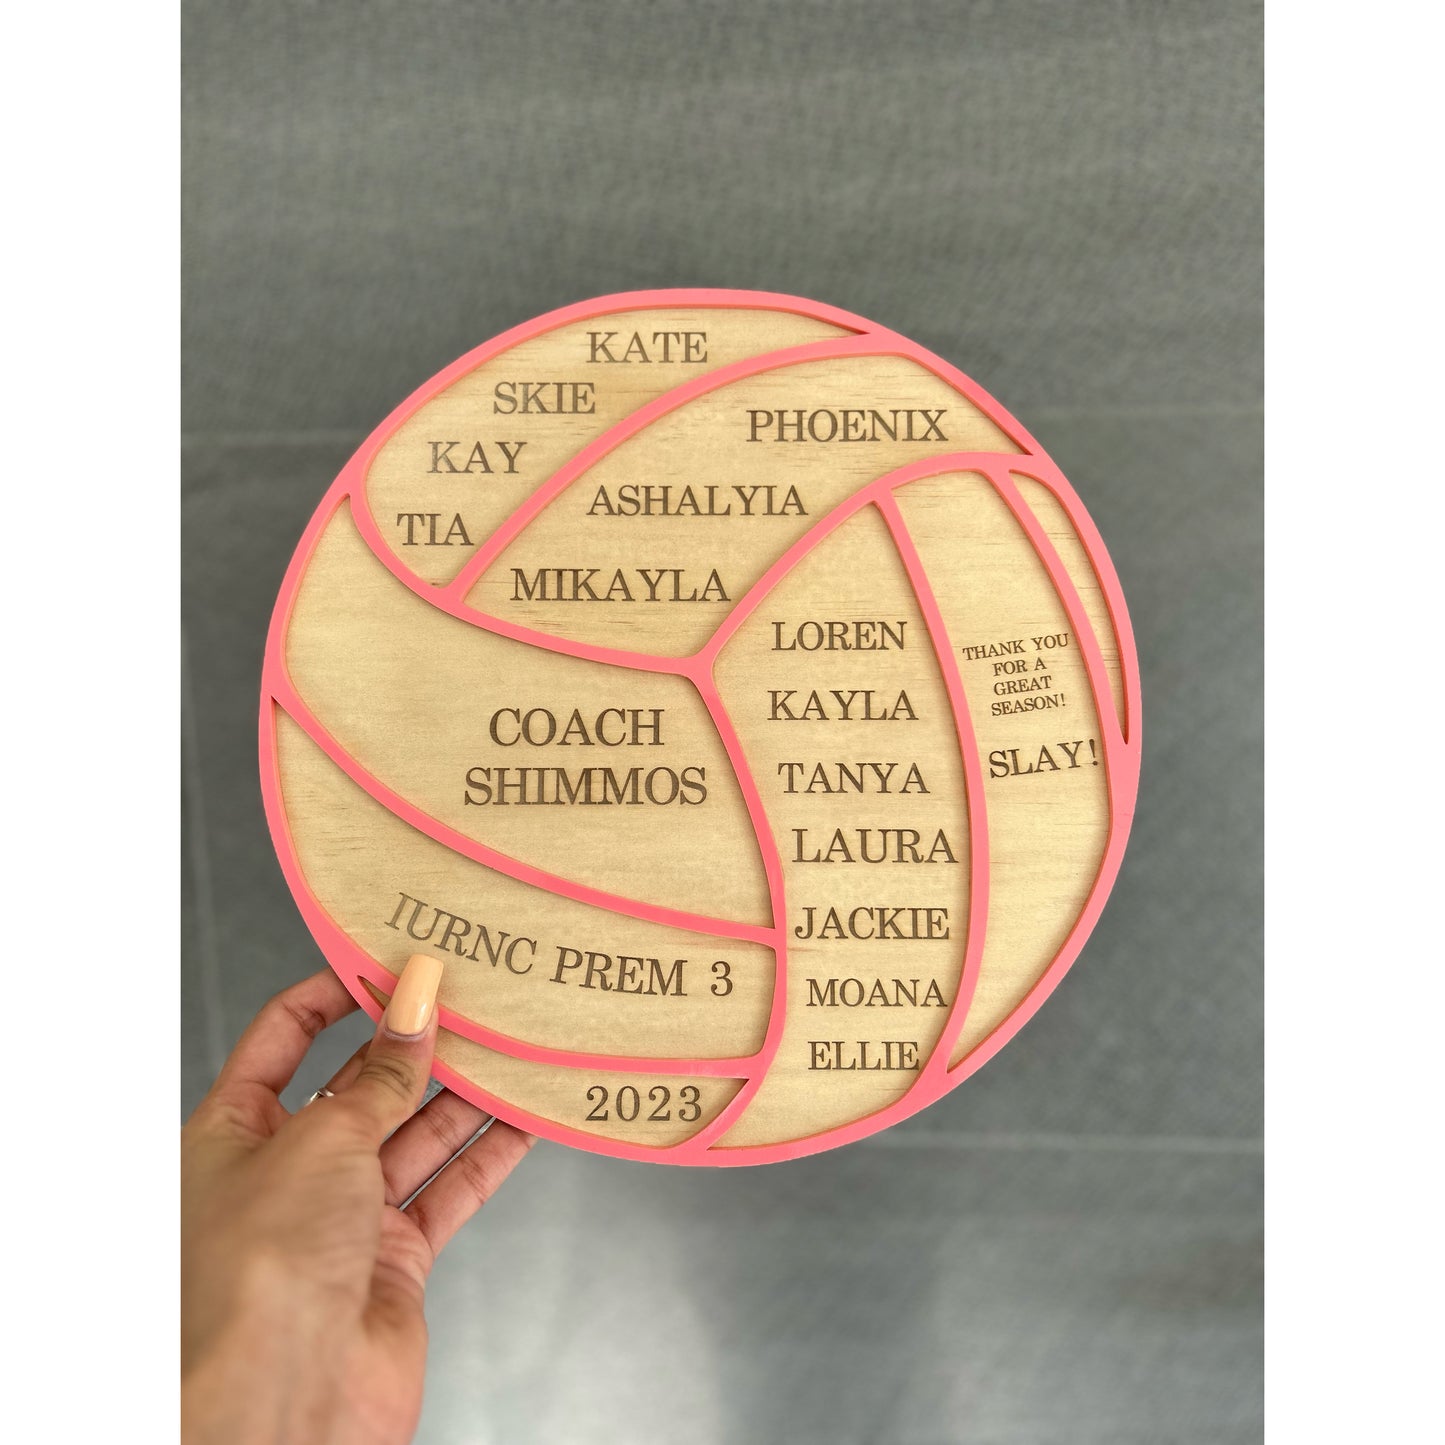 KATE
SKIE
KAY
TIA
PHOENIX
ASHALYIA
MIKAYLA
COACH
SHIMMOS
IURNC PREM 3
2023
LOREN
KAYLA
TANYA
LAURA
JACKIE
MOANA
ELLIE
THANK YOU
FOR A
GREAT
SEASON!
SLAY!